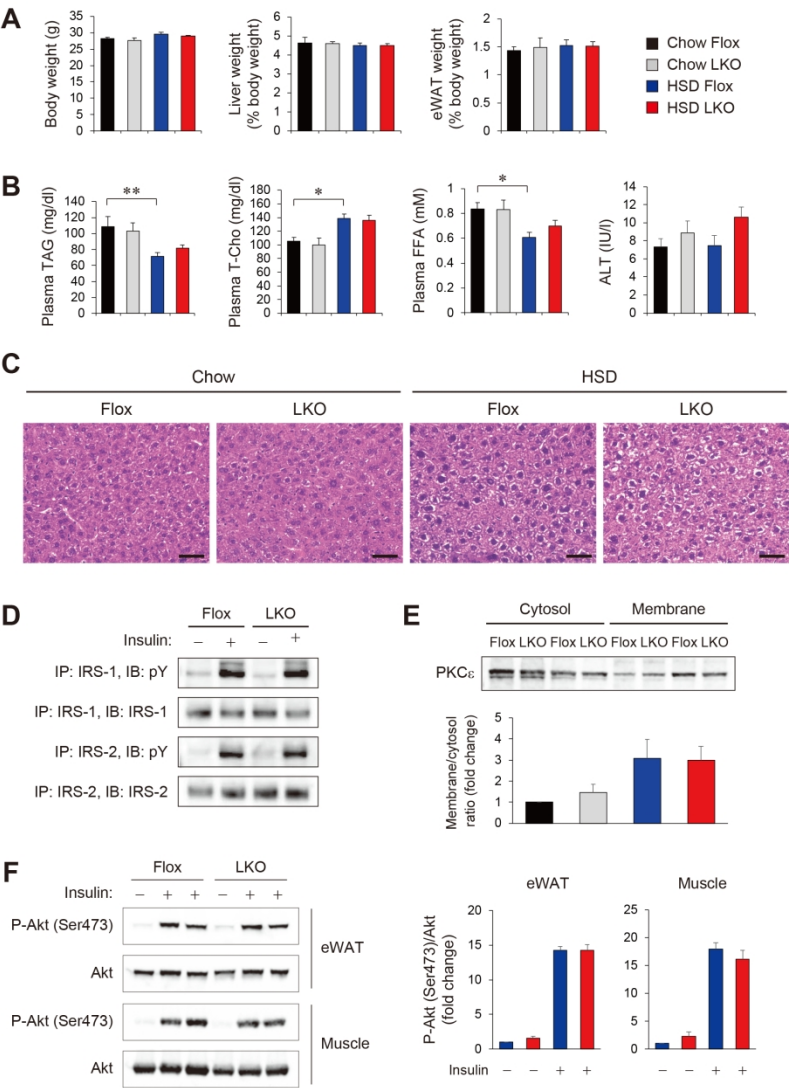 A
Body weight (g)
35
30
25
20
15
10
5
0
Liver weight
(% body weight)
6
5
4
3
2
1
0
eWAT weight
(% body weight)
2
1.5
1
0.5
0
Chow Flox
Chow LKO
HSD Flox
HSD LKO
B
Plasma TAG (mg/dl)
140
120
100
80
60
40
20
0
**
Plasma T-Cho (mg/dl)
180
160
140
120
100
80
60
40
20
0
*
Plasma FFA (mM)
1
0.8
0.6
0.4
0.2
0
*
ALT (IU/l)
14
12
10
8
6
4
2
0
C
Chow HSD
Flox LKO Flox LKO
D
Flox LKO
Insulin: − + − +
IP: IRS-1, IB: pY
IP: IRS-1, IB: IRS-1
IP: IRS-2, IB: pY
IP: IRS-2, IB: IRS-2
E
Cytosol Membrane
Flox LKO Flox LKO Flox LKO Flox LKO
PKCε
Membrane/cytosol
ratio (fold change)
5
4
3
2
1
0
F
Flox LKO
Insulin: − + + − + +
P-Akt (Ser473)
Akt
eWAT
P-Akt (Ser473)
Akt
Muscle
P-Akt (Ser473)/Akt
(fold change)
eWAT
20
15
10
5
0
Muscle
25
20
15
10
5
0
Insulin − − + + − − + +